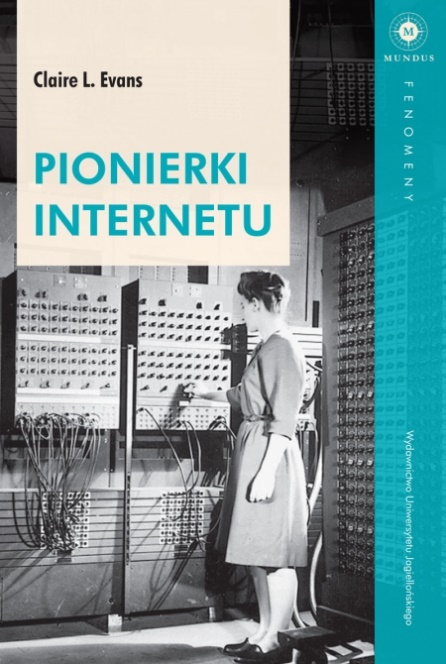 Claire L. Evans
PIONIERKI
INTERNETU
M
MUNDUS
FENOMENY
Wydawnictwo Uniwersytetu Jagiellońskiego